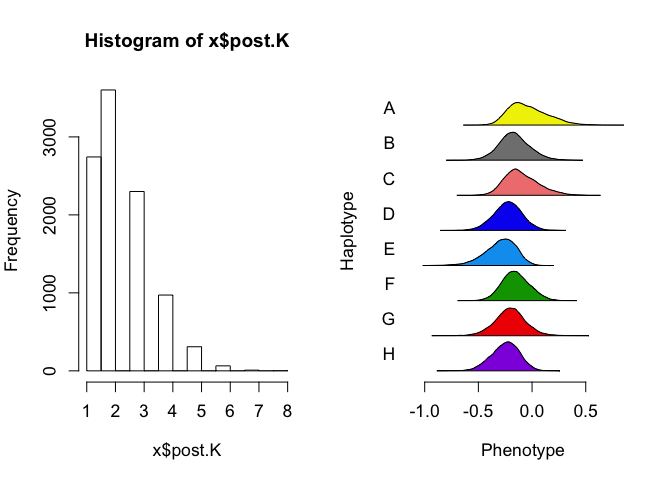 Histogram of x$post.K
Frequency
0
1000
2000
3000
1 2 3 4 5 6 7 8
x$post.K
Haplotype
A
B
C
D
E
F
G
H
-1.0 -0.5 0.0 0.5
Phenotype